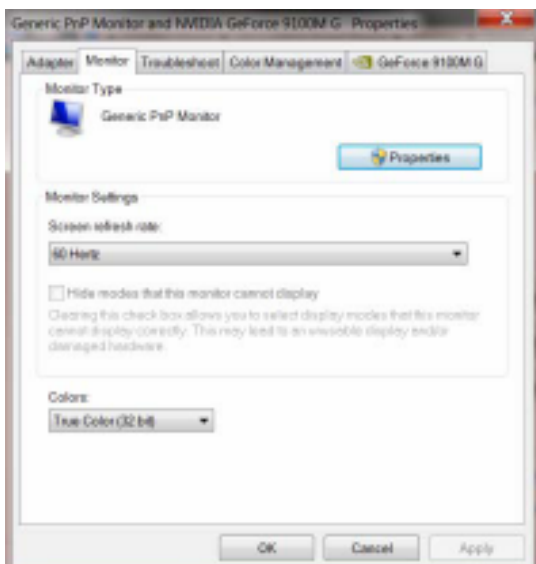 Generic PnP Monitor and NVIDIA GeForce 9100M G Properties
Adapter Monitor Troubleshoot Color Management GeForce 9100M G
Monitor Type
Generic PnP Monitor
Properties
Monitor Settings
Screen refresh rate:
60 Hertz
Hide modes that this monitor cannot display
Clearing this check box allows you to select display modes that this monitor
cannot display correctly. This may lead to an unusable display and/or
damaged hardware.
Colors:
True Color (32 bit)
OK Cancel Apply